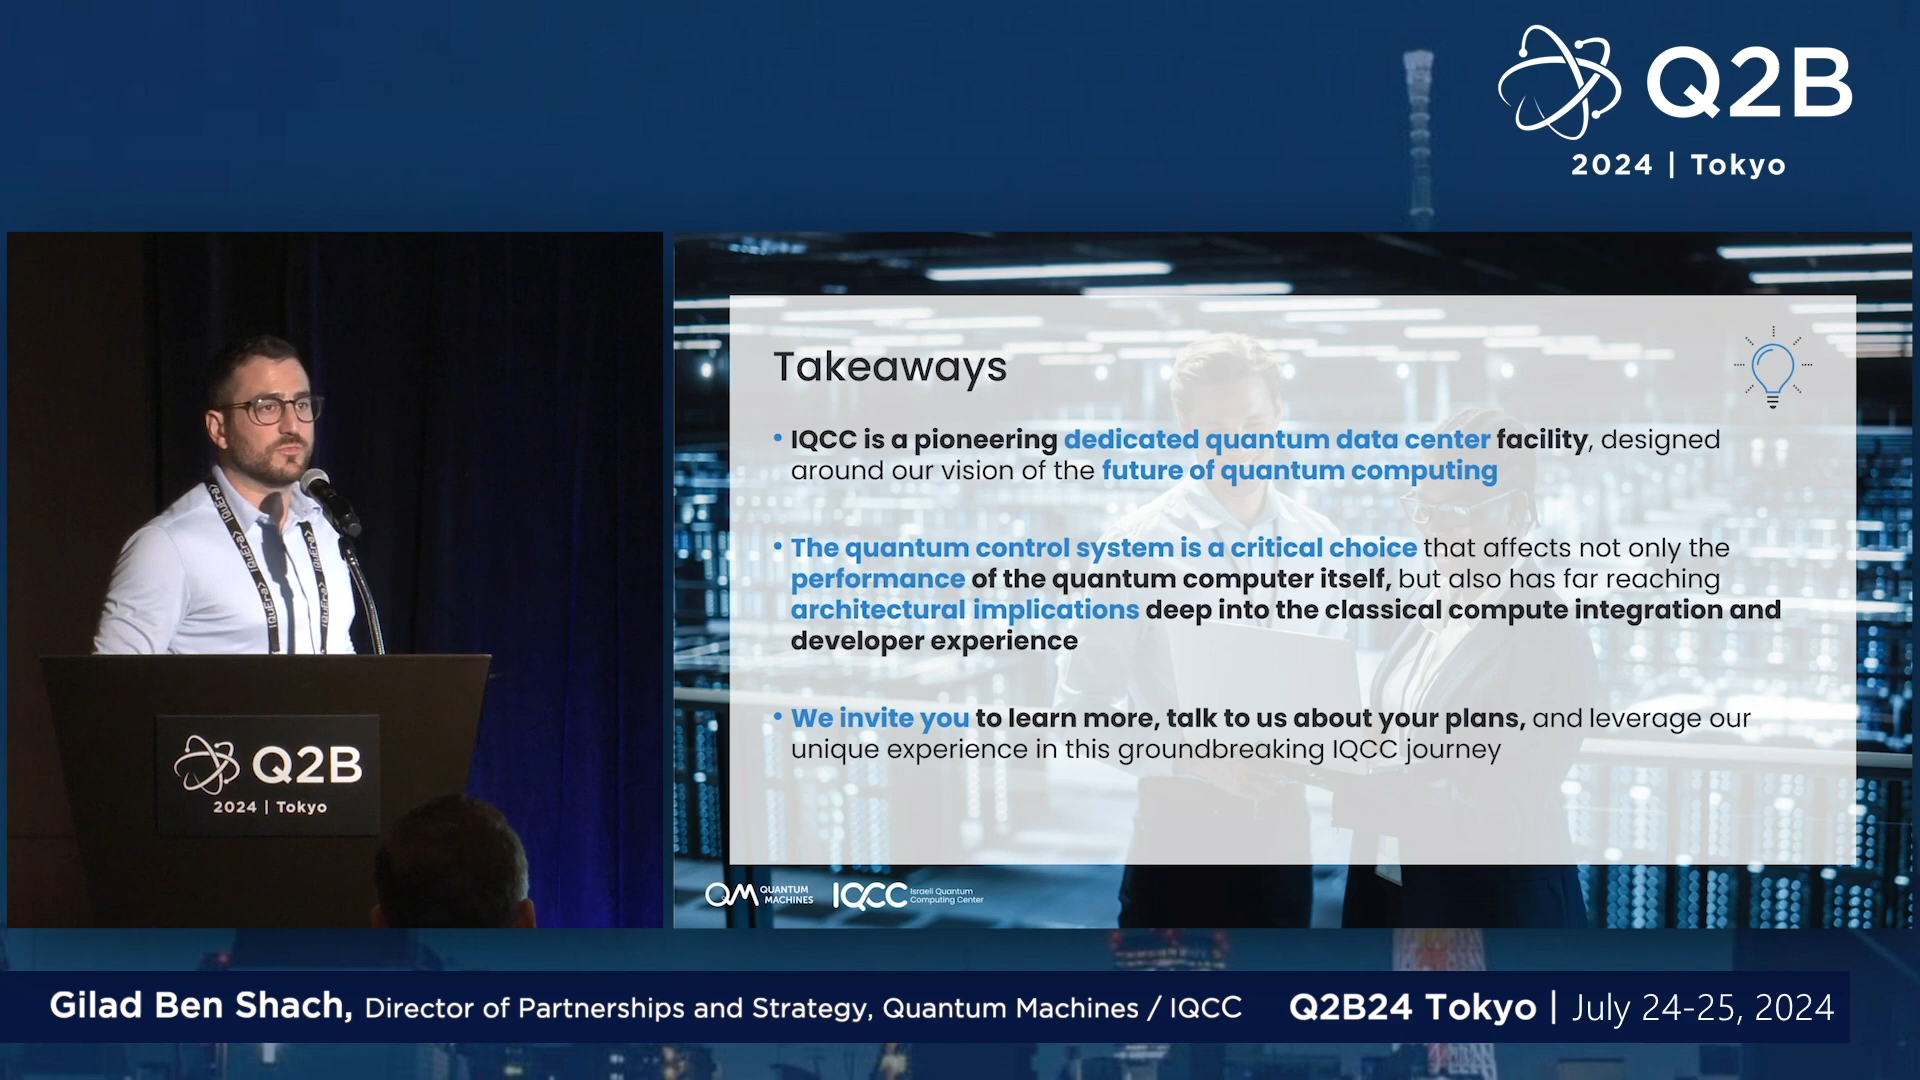 Q2B
2024 | Tokyo
Takeaways
• IQCC is a pioneering dedicated quantum data center facility, designed
around our vision of the future of quantum computing
• The quantum control system is a critical choice that affects not only the
performance of the quantum computer itself, but also has far reaching
architectural implications deep into the classical compute integration and
developer experience
• We invite you to learn more, talk to us about your plans, and leverage our
unique experience in this groundbreaking IQCC journey
QM QUANTUM
MACHINES
IQCC Israeli Quantum
Computing Center
IQuEra>
IQuEra>
IQuEra>
IQuEra>
Q2B
2024 | Tokyo
Gilad Ben Shach, Director of Partnerships and Strategy, Quantum Machines / IQCC
Q2B24 Tokyo | July 24-25, 2024